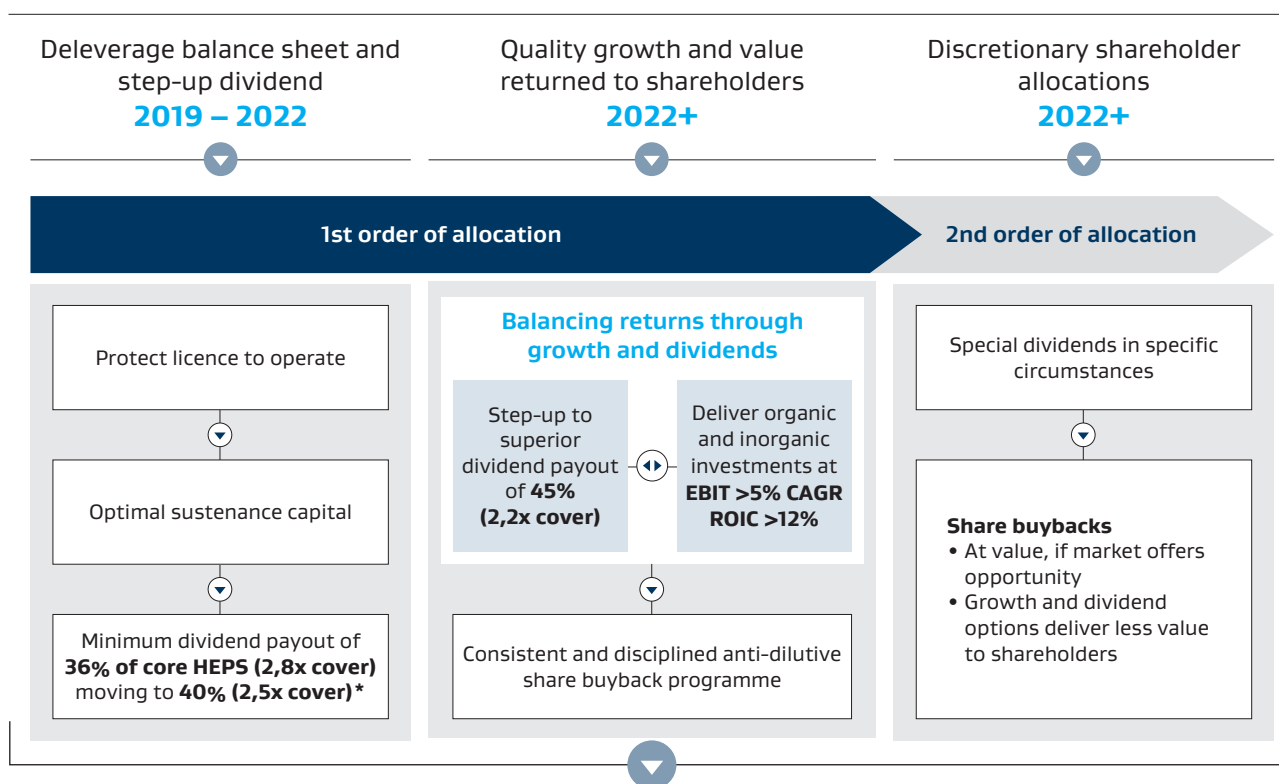 Deleverage balance sheet and
step-up dividend
2019 – 2022
Quality growth and value
returned to shareholders
2022+
Discretionary shareholder
allocations
2022+
1st order of allocation
2nd order of allocation
Protect licence to operate
Optimal sustenance capital
Minimum dividend payout of
36% of core HEPS (2,8x cover)
moving to 40% (2,5x cover)*
Balancing returns through
growth and dividends
Step-up to
superior
dividend payout
of 45%
(2,2x cover)
Deliver organic
and inorganic
investments at
EBIT >5% CAGR
ROIC >12%
Consistent and disciplined anti-dilutive
share buyback programme
Special dividends in specific
circumstances
Share buybacks
• At value, if market offers
opportunity
• Growth and dividend
options deliver less value
to shareholders